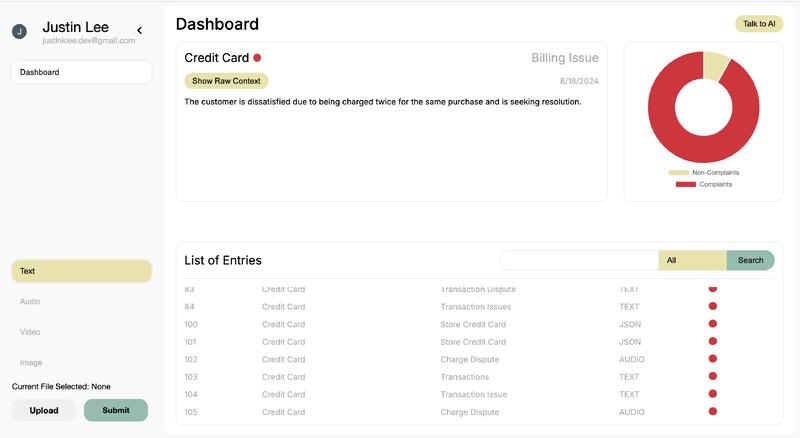 J
Justin Lee
justinklee.dev@gmail.com
Dashboard
Text
Audio
Video
Image
Current File Selected: None
Upload
Submit
Dashboard
Talk to AI
Credit Card
Billing Issue
Show Raw Context
8/18/2024
The customer is dissatisfied due to being charged twice for the same purchase and is seeking resolution.
Non-Complaints
Complaints
List of Entries
All
Search
83 Credit Card Transaction Dispute TEXT
84 Credit Card Transaction Issues TEXT
100 Credit Card Store Credit Card JSON
101 Credit Card Store Credit Card JSON
102 Credit Card Charge Dispute AUDIO
103 Credit Card Transactions TEXT
104 Credit Card Transaction Issue TEXT
105 Credit Card Charge Dispute AUDIO